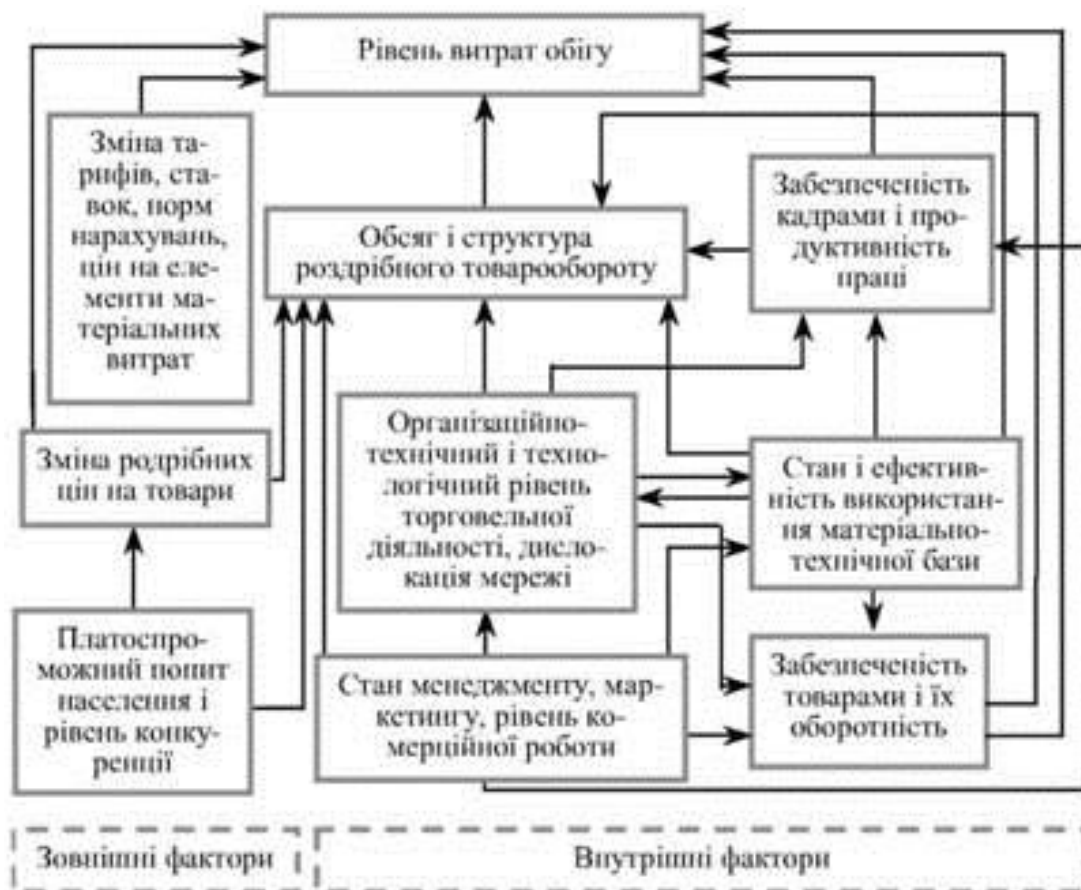 Рівень витрат обігу
Зміна та-
рифів, ста-
вок, норм
нарахувань,
цін на еле-
менти ма-
теріальних
витрат
Обсяг і структура
роздрібного товарообороту
Забезпеченість
кадрами і про-
дуктивність
праці
Зміна родрібних
цін на товари
Організаційно-
технічний і техно-
логічний рівень
торговельної
діяльності, дисло-
кація мережі
Стан і ефектив-
ність використан-
ня матеріально-
технічної бази
Платоспро-
можний попит
населення і
рівень конку-
ренції
Стан менеджменту, мар-
кетингу, рівень ко-
мерційної роботи
Забезпеченість
товарами і їх
оборотність
Зовнішні фактори
Внутрішні фактори